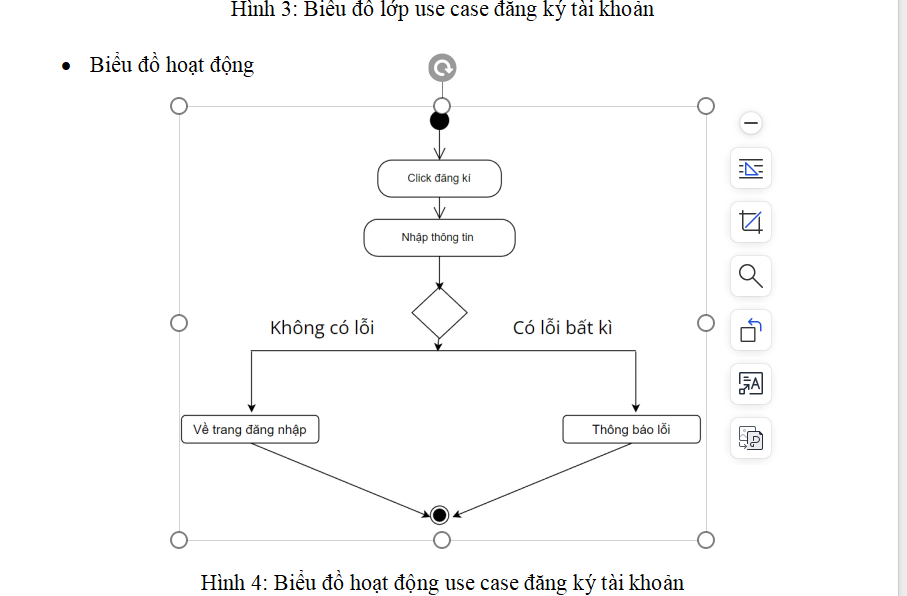 Hình 3: Biểu đồ lớp use case đăng ký tài khoản
Biểu đồ hoạt động
Click đăng kí
Nhập thông tin
Không có lỗi
Có lỗi bất kì
Về trang đăng nhập
Thông báo lỗi
Hình 4: Biểu đồ hoạt động use case đăng ký tài khoản